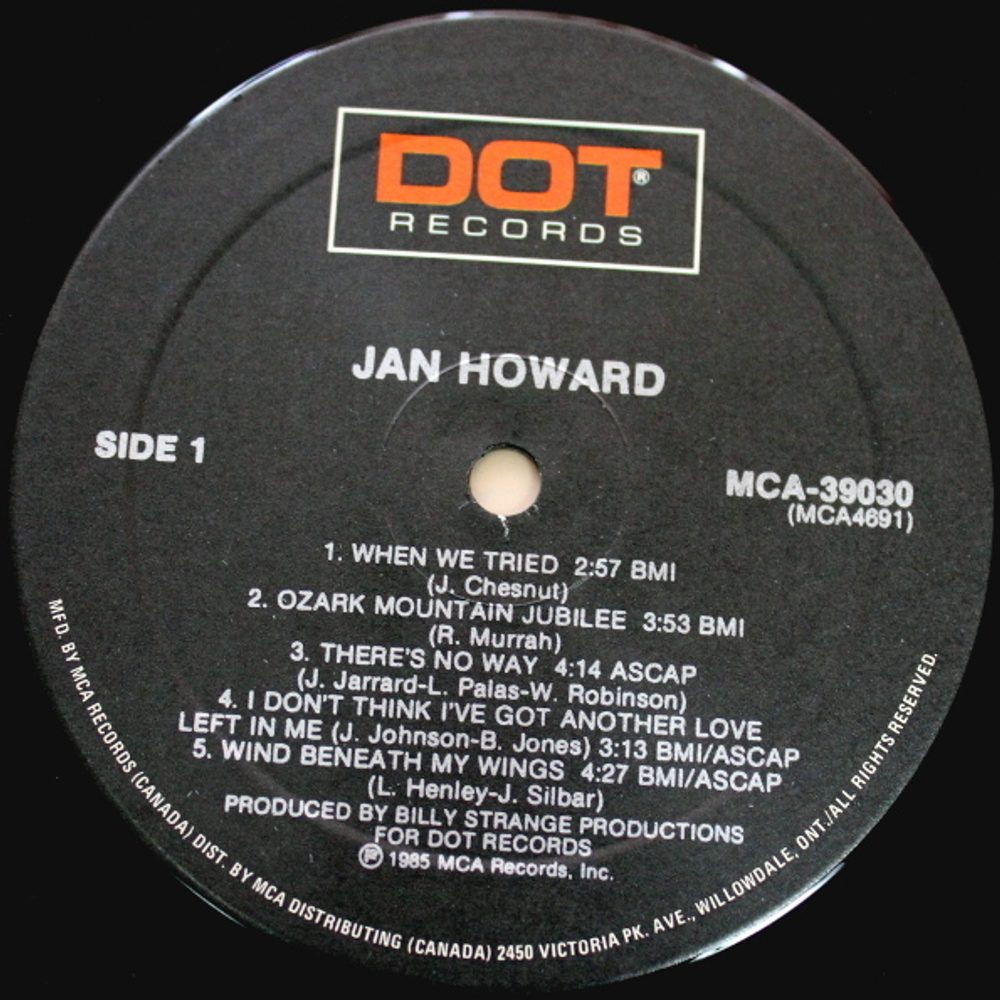 DOT®
RECORDS
JAN HOWARD
SIDE 1
MCA-39030
(MCA4691)
1. WHEN WE TRIED 2:57 BMI
(J. Chesnut)
2. OZARK MOUNTAIN JUBILEE 3:53 BMI
(R. Murrah)
3. THERE'S NO WAY 4:14 ASCAP
(J. Jarrard-L. Palas-W. Robinson)
4. I DON'T THINK I'VE GOT ANOTHER LOVE
LEFT IN ME (J. Johnson-B. Jones) 3:13 BMI/ASCAP
5. WIND BENEATH MY WINGS 4:27 BMI/ASCAP
(L. Henley-J. Silbar)
PRODUCED BY BILLY STRANGE PRODUCTIONS
FOR DOT RECORDS
℗ 1985 MCA Records, Inc.
MFD. BY MCA RECORDS (CANADA) DIST. BY MCA DISTRIBUTING (CANADA) 2450 VICTORIA PK. AVE., WILLOWDALE, ONT./ALL RIGHTS RESERVED.